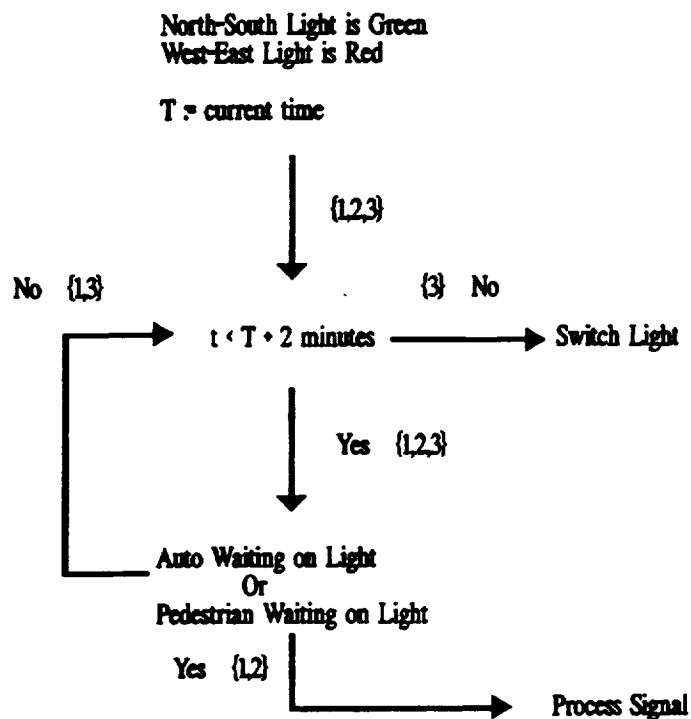 North-South Light is Green
West-East Light is Red
T := current time
{1,2,3}
No {1,3}
{3} No
t < T + 2 minutes
Switch Light
Yes {1,2,3}
Auto Waiting on Light
Or
Pedestrian Waiting on Light
Yes {1,2}
Process Signal